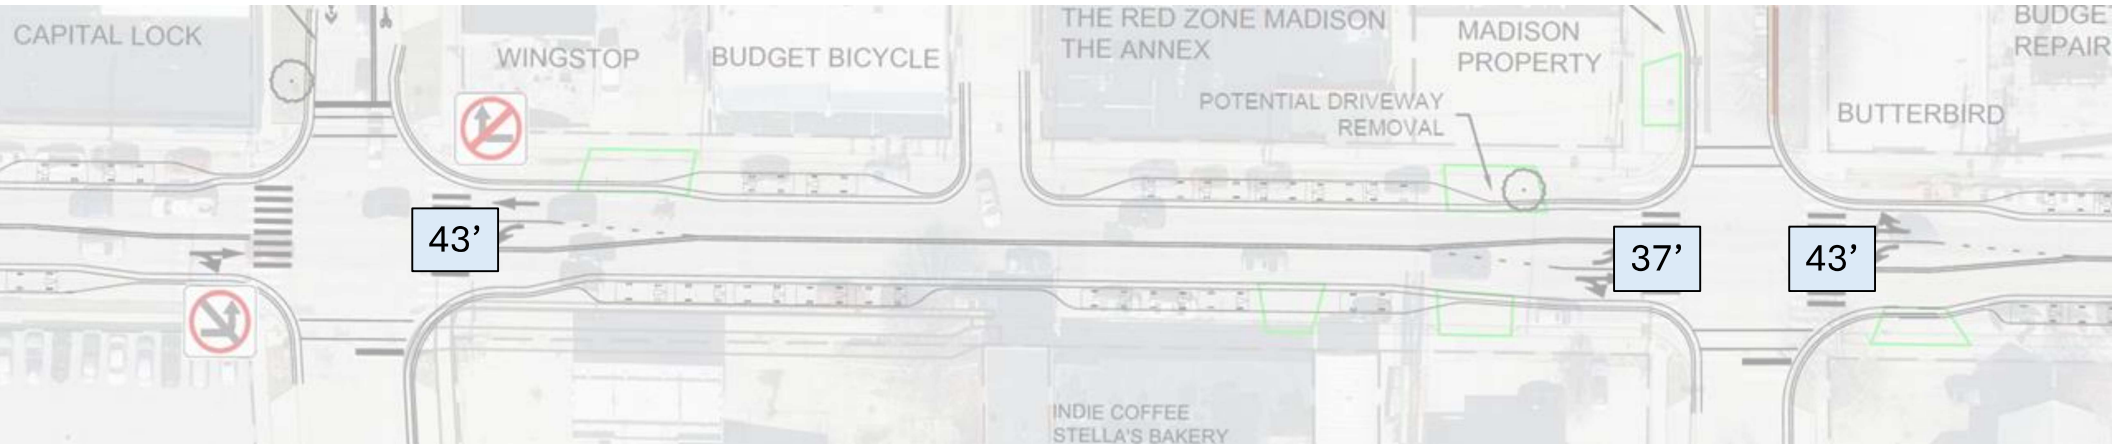 CAPITAL LOCK
WINGSTOP
BUDGET BICYCLE
THE RED ZONE MADISON
THE ANNEX
MADISON
PROPERTY
POTENTIAL DRIVEWAY
REMOVAL
BUTTERBIRD
BUDGE
REPAIR
43’
37’
43’
INDIE COFFEE
STELLA'S BAKERY